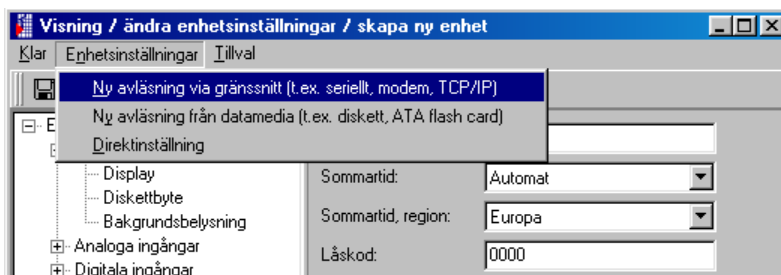 Visning / ändra enhetsinställningar / skapa ny enhet
Klar Enhetsinställningar Tillval
Ny avläsning via gränssnitt (t.ex. seriellt, modem, TCP/IP)
Ny avläsning från datamedia (t.ex. diskett, ATA flash card)
Direktinställning
Display
Sommartid: Automat
Diskettbyte
Bakgrundsbelysning
Sommartid, region: Europa
Analoga ingångar
Låskod: 0000
Digitala ingångar